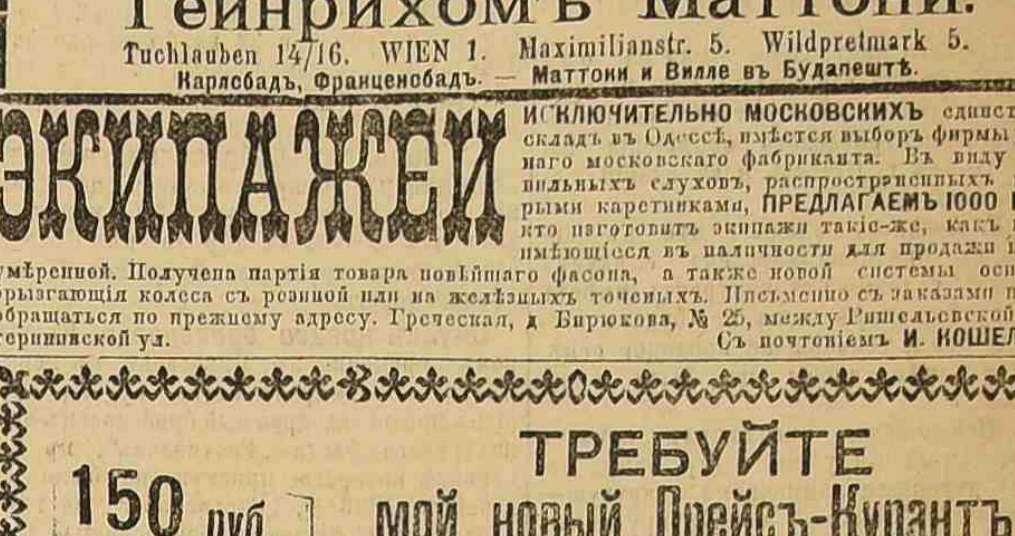 Гейнрихомъ Маттони.
Tuchlauben 14/16. WIEN 1. Maximilianstr. 5. Wildpretmark 5.
Карлсбадъ, Франценсбадъ. — Маттони и Вилле въ Будапештѣ.
ЭКИПАЖЕЙ
ИСКЛЮЧИТЕЛЬНО МОСКОВСКИХЪ единст
складъ въ Одессѣ, имѣется выборъ фирмы
наго московскаго фабриканта. Въ виду
вильныхъ слуховъ, распространенныхъ
рыми каретниками, ПРЕДЛАГАЕМЪ 1000
кто изготовитъ экипажи такіе-же, какъ
имѣющіеся въ наличности для продажи
умѣренной. Получена партія товара новѣйшаго фасона, а также новой системы
брызгающія колеса съ резиной или на желѣзныхъ точеныхъ. Письменно съ заказами
обращаться по прежнему адресу. Греческая, д Бирюкова, № 25, между Ришельевской
терининской ул.
Съ почтеніемъ И. КОШЕЛ
ТРЕБУЙТЕ
150 руб
мой новый Прейсъ-Курантъ